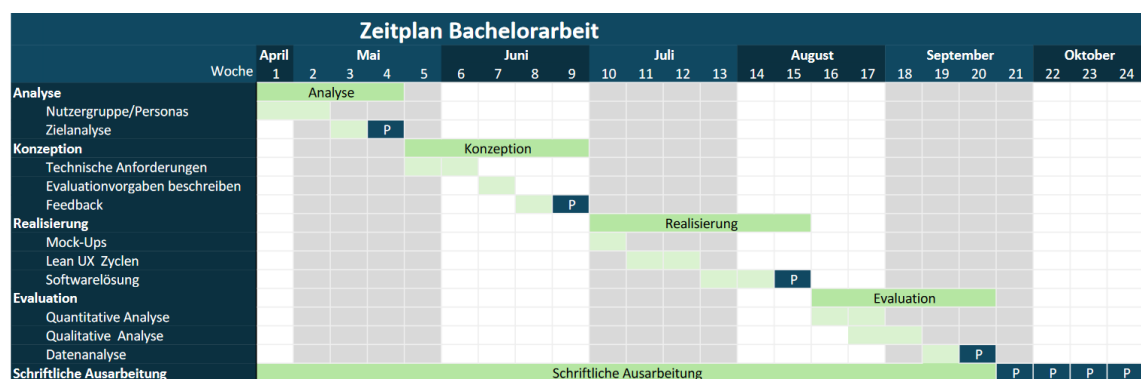 Zeitplan Bachelorarbeit
April Mai Juni Juli August September Oktober
Woche 1 2 3 4 5 6 7 8 9 10 11 12 13 14 15 16 17 18 19 20 21 22 23 24
Analyse Analyse
Nutzergruppe/Personas
Zielanalyse P
Konzeption Konzeption
Technische Anforderungen
Evaluationvorgaben beschreiben
Feedback P
Realisierung Realisierung
Mock-Ups
Lean UX Zyclen
Softwarelösung P
Evaluation Evaluation
Quantitative Analyse
Qualitative Analyse
Datenanalyse P
Schriftliche Ausarbeitung Schriftliche Ausarbeitung P P P P